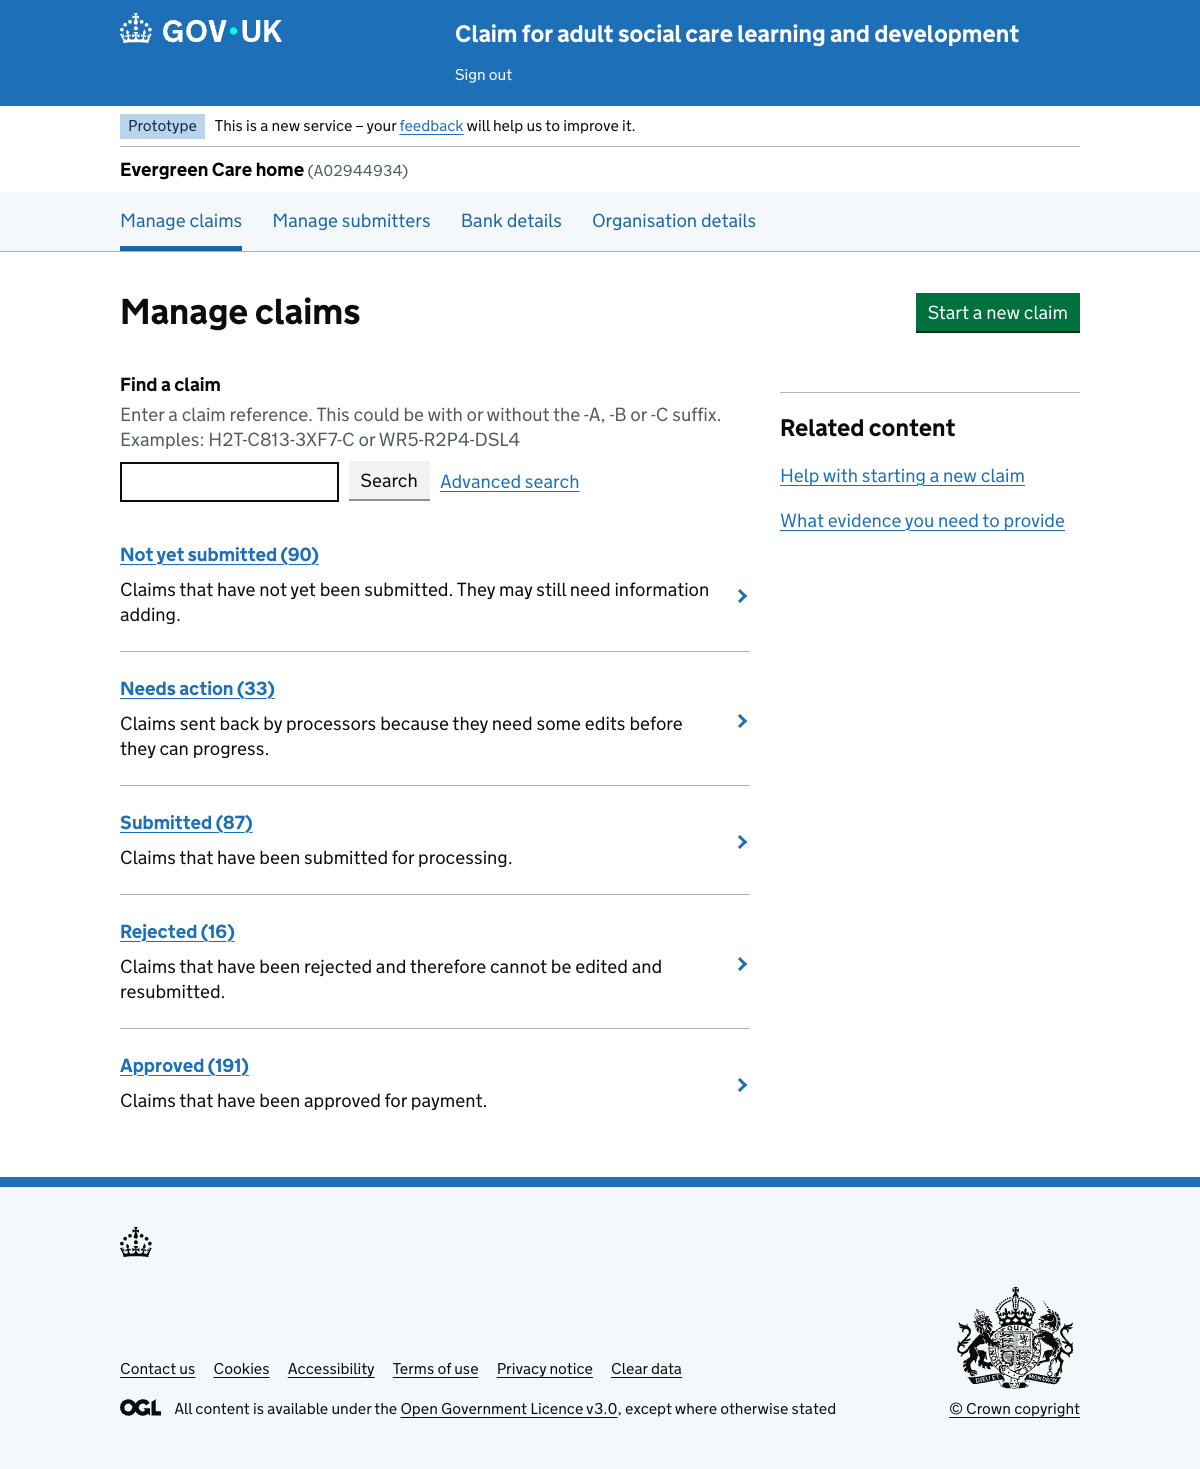 GOV·UK
Claim for adult social care learning and development
Sign out
Prototype This is a new service – your feedback will help us to improve it.
Evergreen Care home (A02944934)
Manage claims Manage submitters Bank details Organisation details
Manage claims
Start a new claim
Find a claim
Enter a claim reference. This could be with or without the -A, -B or -C suffix.
Examples: H2T-C813-3XF7-C or WR5-R2P4-DSL4
Search Advanced search
Related content
Help with starting a new claim
What evidence you need to provide
Not yet submitted (90)
Claims that have not yet been submitted. They may still need information
adding.
Needs action (33)
Claims sent back by processors because they need some edits before
they can progress.
Submitted (87)
Claims that have been submitted for processing.
Rejected (16)
Claims that have been rejected and therefore cannot be edited and
resubmitted.
Approved (191)
Claims that have been approved for payment.
Contact us Cookies Accessibility Terms of use Privacy notice Clear data
OGL All content is available under the Open Government Licence v3.0, except where otherwise stated
© Crown copyright